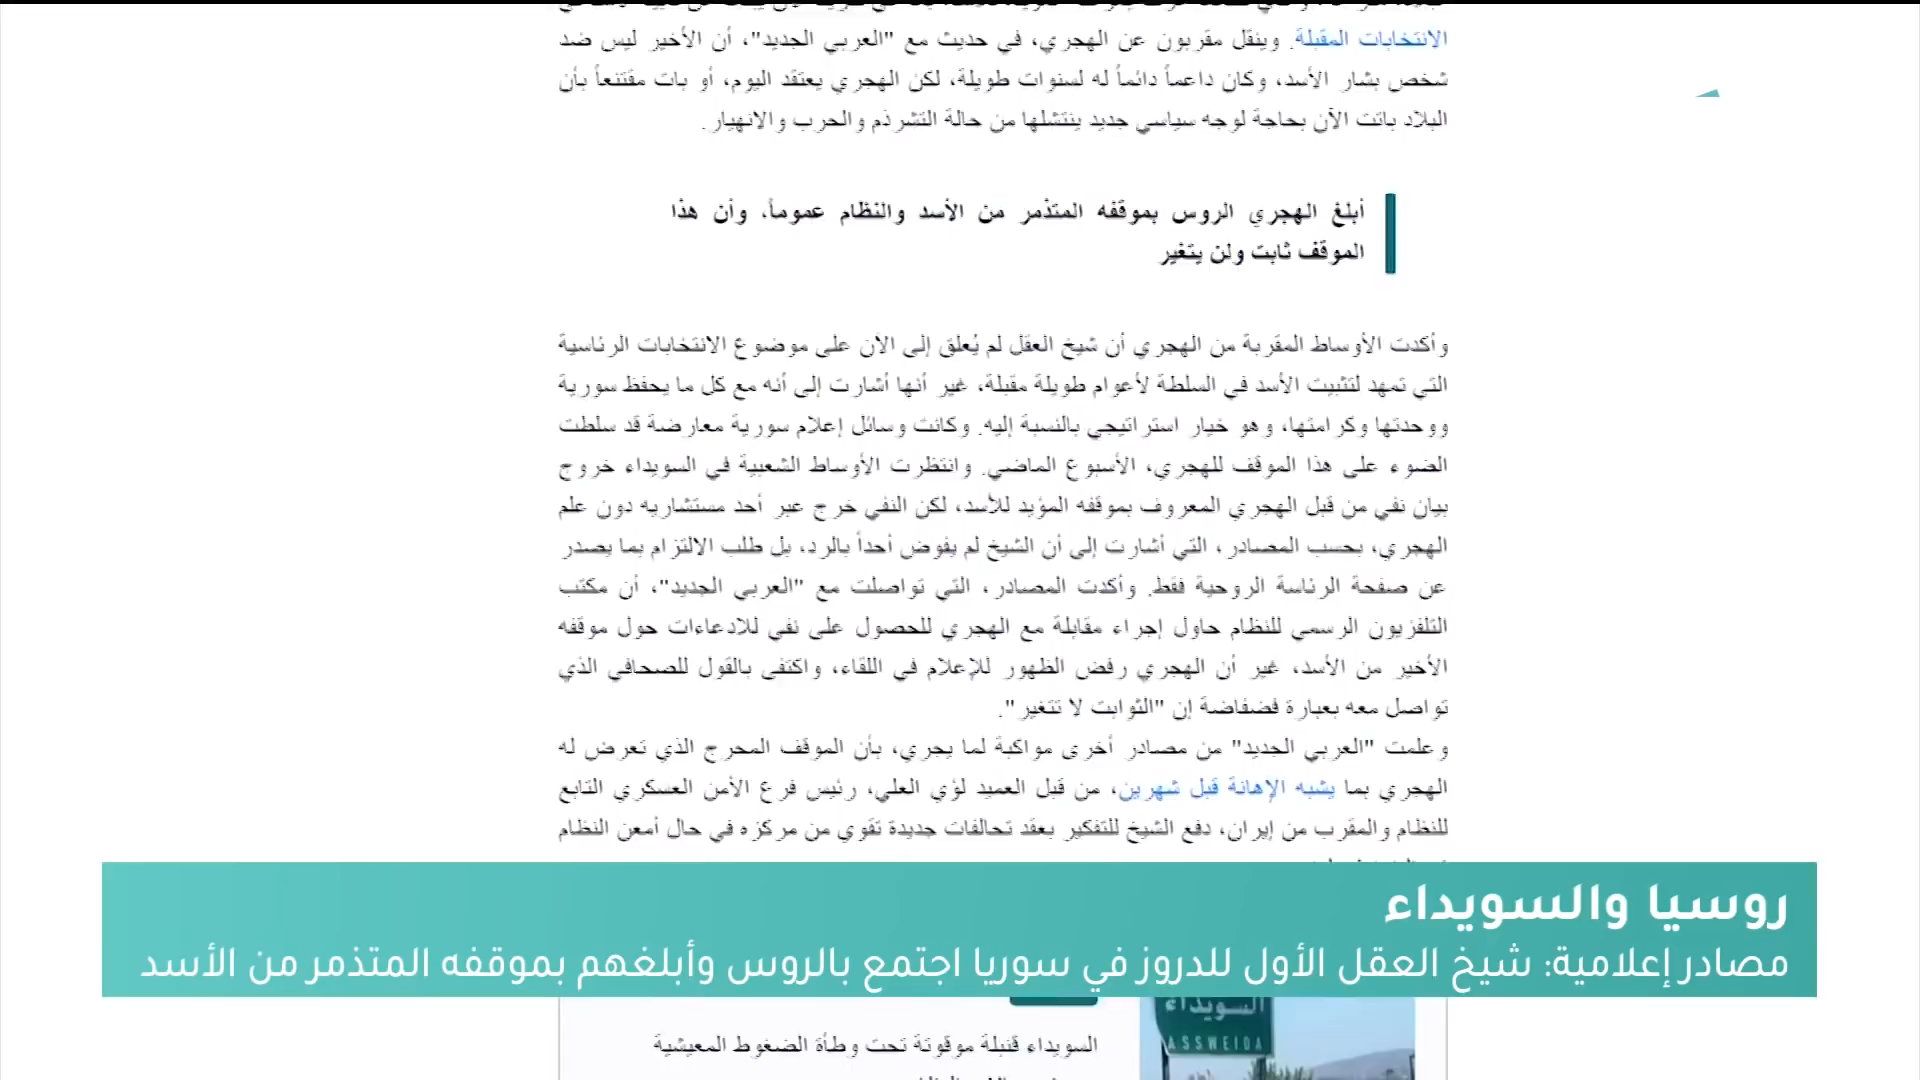 الانتخابات المقبلة. وينقل مقربون عن الهجري، في حديث مع "العربي الجديد"، أن الأخير ليس ضد
شخص بشار الأسد، وكان داعماً دائماً له لسنوات طويلة، لكن الهجري يعتقد اليوم، أو بات مقتنعاً بأن
البلاد باتت الآن بحاجة لوجه سياسي جديد ينتشلها من حالة التشرذم والحرب والانهيار.
أبلغ الهجري الروس بموقفه المتذمر من الأسد والنظام عموماً، وأن هذا
الموقف ثابت ولن يتغير
وأكدت الأوساط المقربة من الهجري أن شيخ العقل لم يُعلق إلى الآن على موضوع الانتخابات الرئاسية
التي تمهد لتثبيت الأسد في السلطة لأعوام طويلة مقبلة، غير أنها أشارت إلى أنه مع كل ما يحفظ سورية
ووحدتها وكرامتها، وهو خيار استراتيجي بالنسبة إليه. وكانت وسائل إعلام سورية معارضة قد سلطت
الضوء على هذا الموقف للهجري، الأسبوع الماضي. وانتظرت الأوساط الشعبية في السويداء خروج
بيان نفي من قبل الهجري المعروف بموقفه المؤيد للأسد، لكن النفي خرج عبر أحد مستشاريه دون علم
الهجري، بحسب المصادر، التي أشارت إلى أن الشيخ لم يفوض أحداً بالرد، بل طلب الالتزام بما يصدر
عن صفحة الرئاسة الروحية فقط. وأكدت المصادر، التي تواصلت مع "العربي الجديد"، أن مكتب
التلفزيون الرسمي للنظام حاول إجراء مقابلة مع الهجري للحصول على نفي للادعاءات حول موقفه
الأخير من الأسد، غير أن الهجري رفض الظهور للإعلام في اللقاء، واكتفى بالقول للصحافي الذي
تواصل معه بعبارة فضفاضة إن "الثوابت لا تتغير".
وعلمت "العربي الجديد" من مصادر أخرى مواكبة لما يجري، بأن الموقف المحرج الذي تعرض له
الهجري بما يشبه الإهانة قبل شهرين، من قبل العميد لؤي العلي، رئيس فرع الأمن العسكري التابع
للنظام والمقرب من إيران، دفع الشيخ للتفكير بعقد تحالفات جديدة تقوي من مركزه في حال أمعن النظام
روسيا والسويداء
مصادر إعلامية: شيخ العقل الأول للدروز في سوريا اجتمع بالروس وأبلغهم بموقفه المتذمر من الأسد
السويداء
ASSWEIDA
السويداء قنبلة موقوتة تحت وطأة الضغوط المعيشية